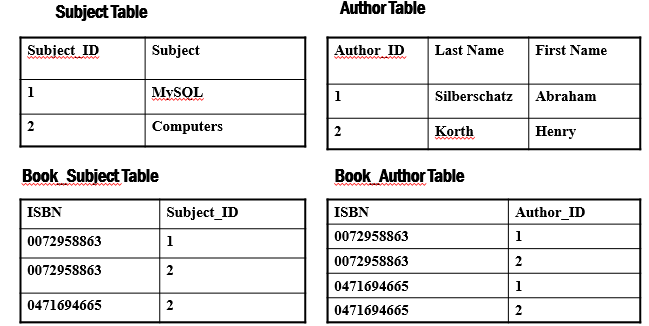 Subject Table
Subject_ID Subject
1 MySQL
2 Computers
Author Table
Author_ID Last Name First Name
1 Silberschatz Abraham
2 Korth Henry
Book_Subject Table
ISBN Subject_ID
0072958863 1
0072958863 2
0471694665 2
Book_Author Table
ISBN Author_ID
0072958863 1
0072958863 2
0471694665 1
0471694665 2